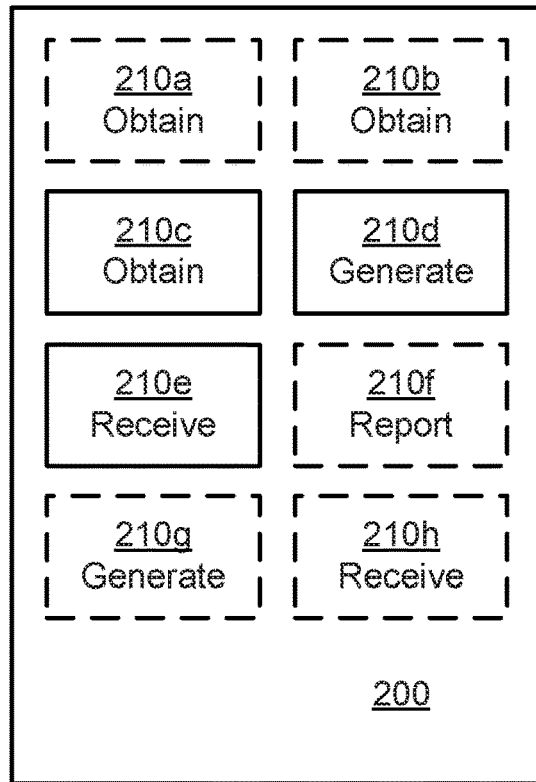 210a
Obtain
210b
Obtain
210c
Obtain
210d
Generate
210e
Receive
210f
Report
210g
Generate
210h
Receive
200